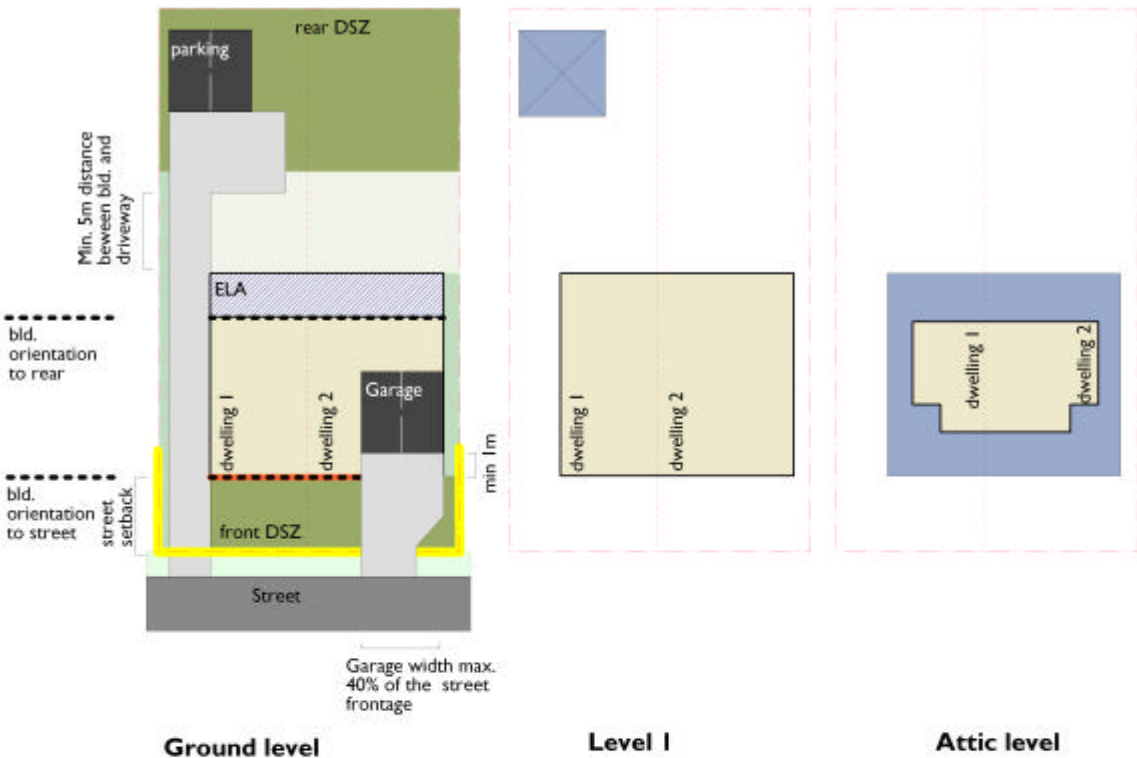 rear DSZ
parking
Min. 5m distance
beween bld. and
driveway
ELA
bld.
orientation
to rear
Garage
dwelling 1
dwelling 2
min 1m
bld.
orientation
to street
street
setback
front DSZ
Street
Garage width max.
40% of the street
frontage
Ground level
dwelling 1
dwelling 2
Level 1
dwelling 1
dwelling 2
Attic level